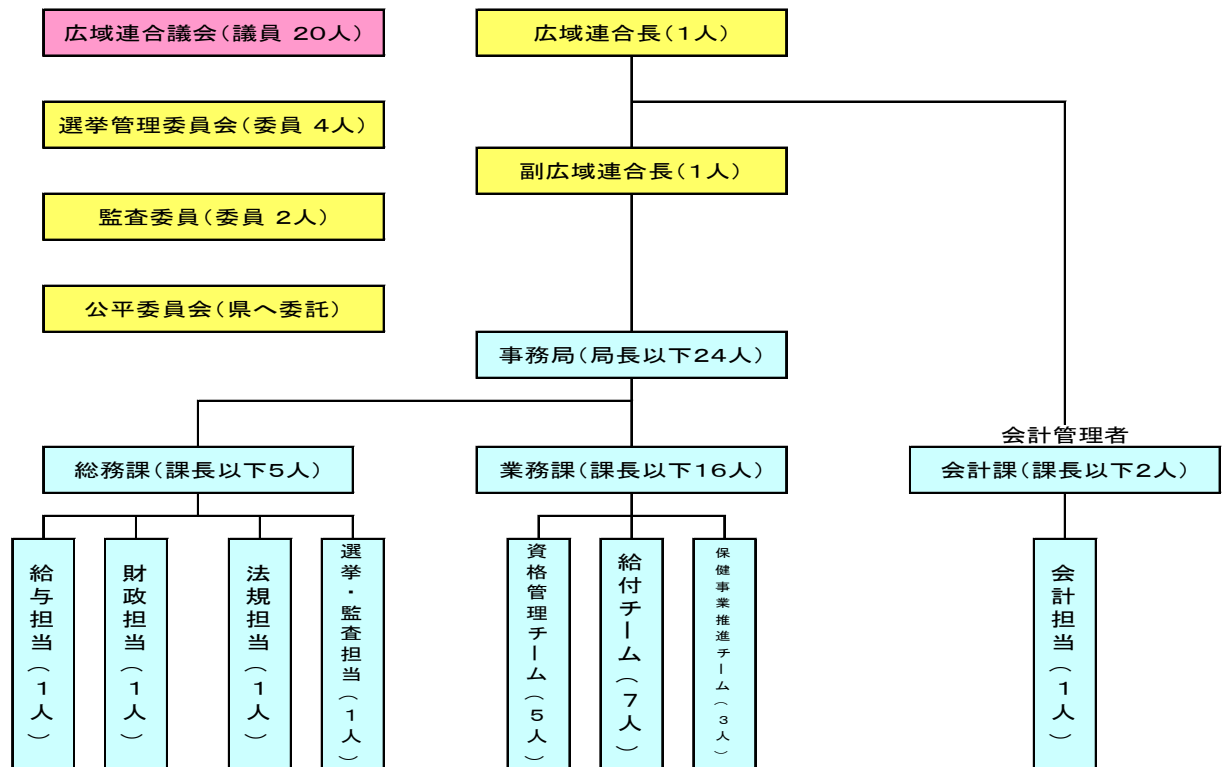 広域連合議会(議員 20人)
広域連合長(1人)
選挙管理委員会(委員 4人)
副広域連合長(1人)
監査委員(委員 2人)
公平委員会(県へ委託)
事務局(局長以下24人)
会計管理者
総務課(課長以下5人)
業務課(課長以下16人)
会計課(課長以下2人)
給与担当(1人)
財政担当(1人)
法規担当(1人)
選挙・監査担当(1人)
資格管理チーム(5人)
給付チーム(7人)
保健事業推進チーム(3人)
会計担当(1人)